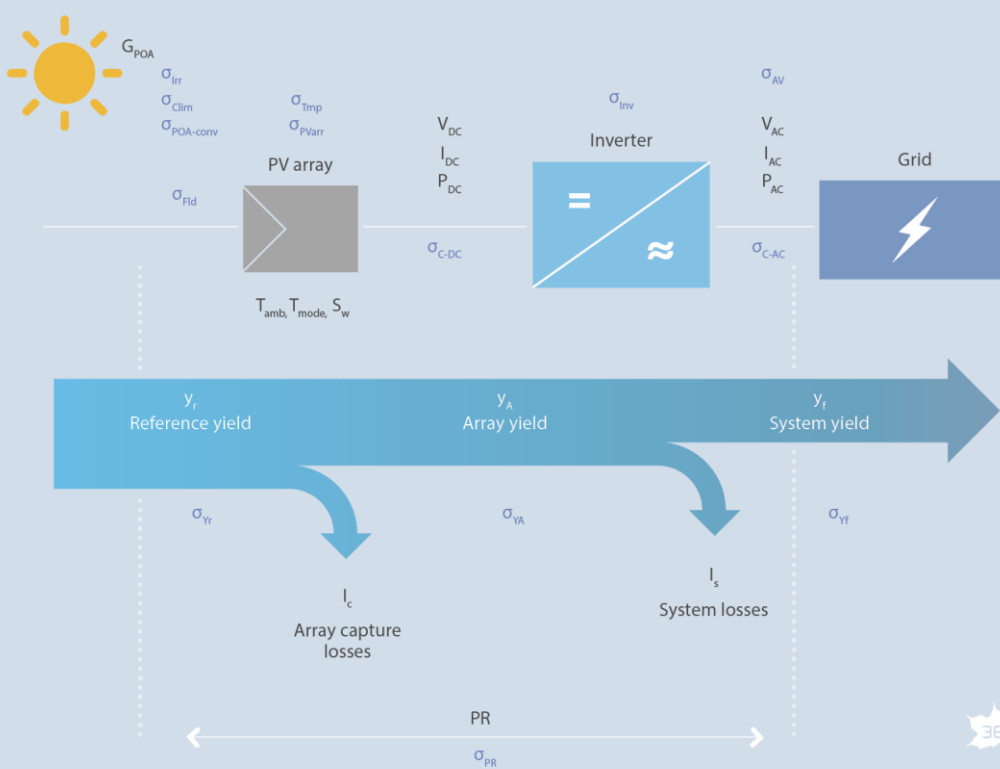 G_POA
σ_Irr
σ_Clim
σ_POA-conv
σ_Tmp
σ_PVarr
PV array
σ_Fld
V_DC
I_DC
P_DC
σ_C-DC
σ_Inv
Inverter
=
≈
σ_AV
V_AC
I_AC
P_AC
σ_C-AC
Grid
T_amb, T_mode, S_w
y_r
Reference yield
y_A
Array yield
y_f
System yield
σ_Yr
σ_YA
σ_Yf
I_c
Array capture
losses
I_s
System losses
PR
σ_PR